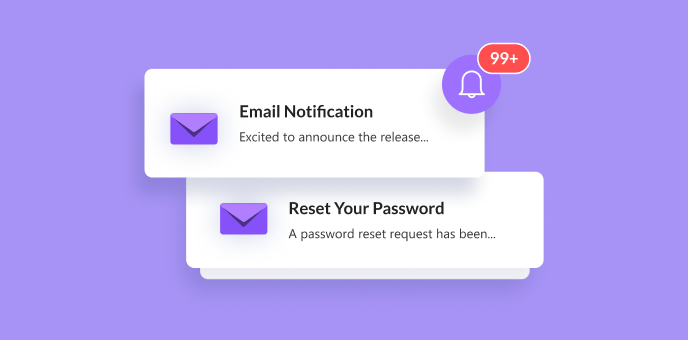 99+
Email Notification
Excited to announce the release...
Reset Your Password
A password reset request has been...